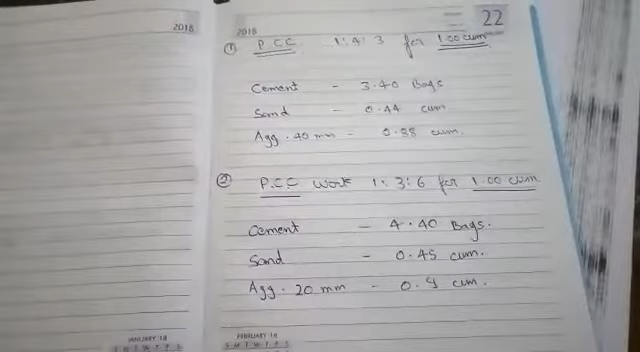 2018
2018
22
① P.C.C. 1:4:3 for 1.00 cum
Cement - 3.40 Bags
Sand - 0.44 cum
Agg. 40 mm - 0.88 cum.
② P.C.C work 1:3:6 for 1.00 cum
Cement - 4.40 Bags.
Sand - 0.45 cum.
Agg. 20 mm - 0.9 cum.
JANUARY 18
S M T W T F S
FEBRUARY 18
S M T W T F S